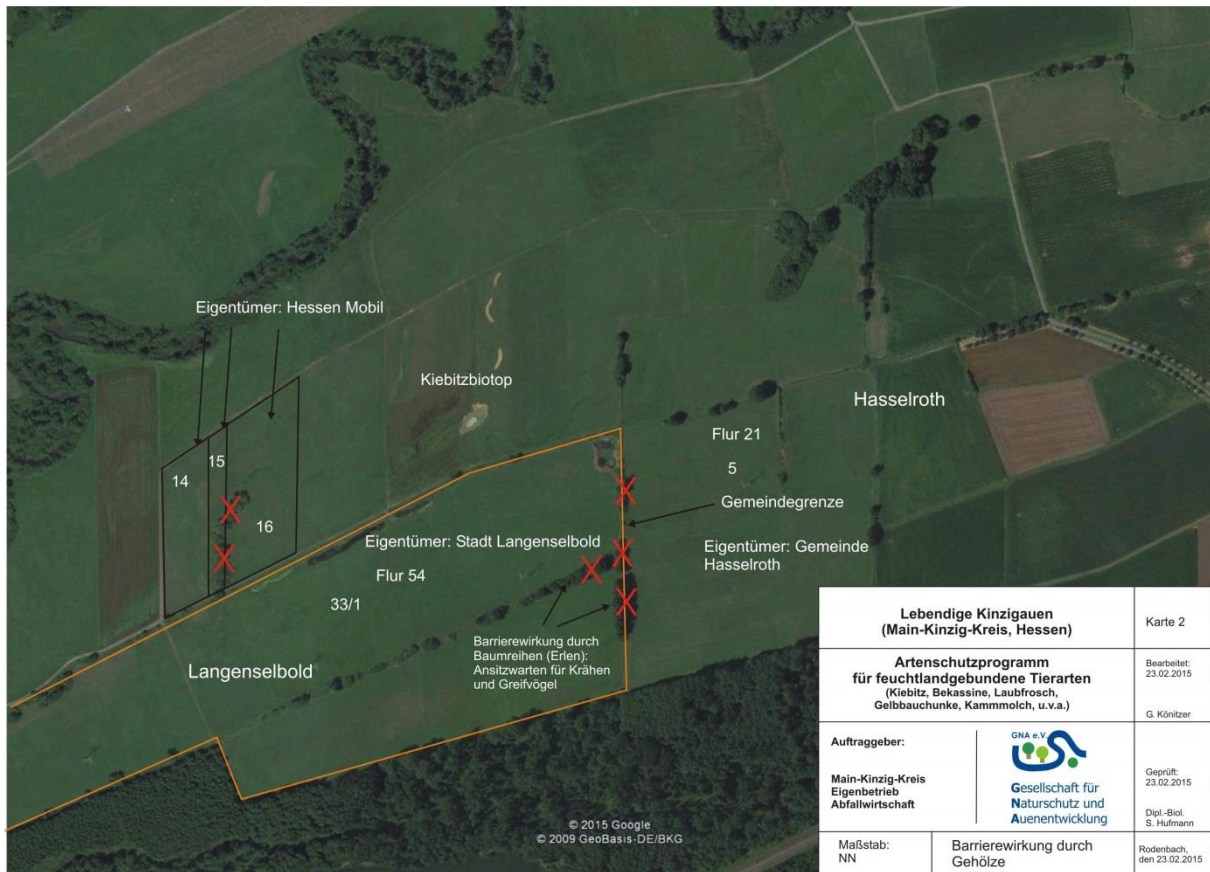 Eigentümer: Hessen Mobil
Kiebitzbiotop
Hasselroth
14
15
16
Flur 21
5
Gemeindegrenze
Eigentümer: Stadt Langenselbold
Flur 54
33/1
Eigentümer: Gemeinde
Hasselroth
Barrierewirkung durch
Baumreihen (Erlen):
Ansitzwarten für Krähen
und Greifvögel
Langenselbold
© 2015 Google
© 2009 GeoBasis-DE/BKG
Lebendige Kinzigauen
(Main-Kinzig-Kreis, Hessen)
Karte 2
Artenschutzprogramm
für feuchtlandgebundene Tierarten
(Kiebitz, Bekassine, Laubfrosch,
Gelbbauchunke, Kammmolch, u.v.a.)
Bearbeitet:
23.02.2015
G. Könitzer
Auftraggeber:
Main-Kinzig-Kreis
Eigenbetrieb
Abfallwirtschaft
GNA e.V.
Gesellschaft für
Naturschutz und
Auenentwicklung
Geprüft:
23.02.2015
Dipl.-Biol.
S. Hufmann
Maßstab:
NN
Barrierewirkung durch
Gehölze
Rodenbach,
den 23.02.2015